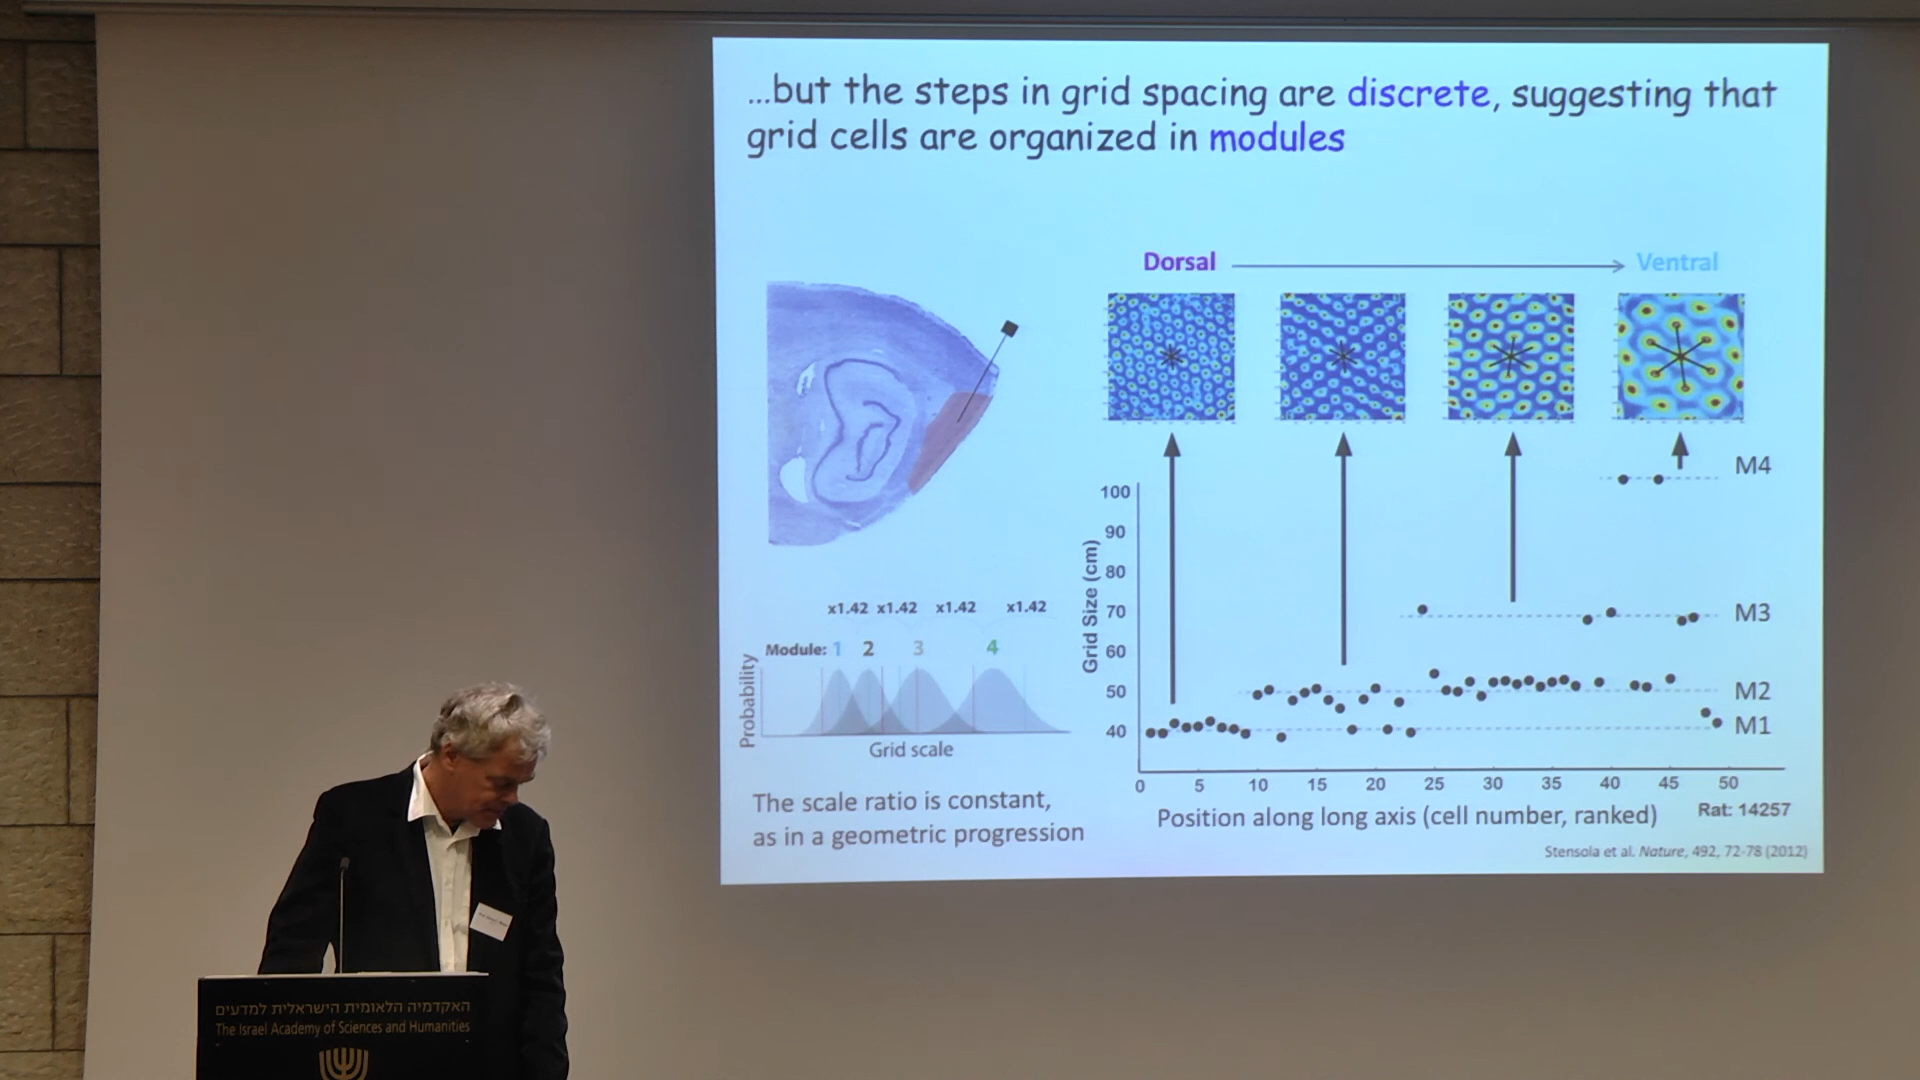 ...but the steps in grid spacing are discrete, suggesting that
grid cells are organized in modules
Dorsal
Ventral
x1.42 x1.42 x1.42 x1.42
Module: 1 2 3 4
Probability
Grid scale
The scale ratio is constant,
as in a geometric progression
M4
M3
M2
M1
Grid Size (cm)
100
90
80
70
60
50
40
0 5 10 15 20 25 30 35 40 45 50
Position along long axis (cell number, ranked)
Rat: 14257
Stensola et al. Nature, 492, 72-78 (2012)
האקדמיה הלאומית הישראלית למדעים
The Israel Academy of Sciences and Humanities